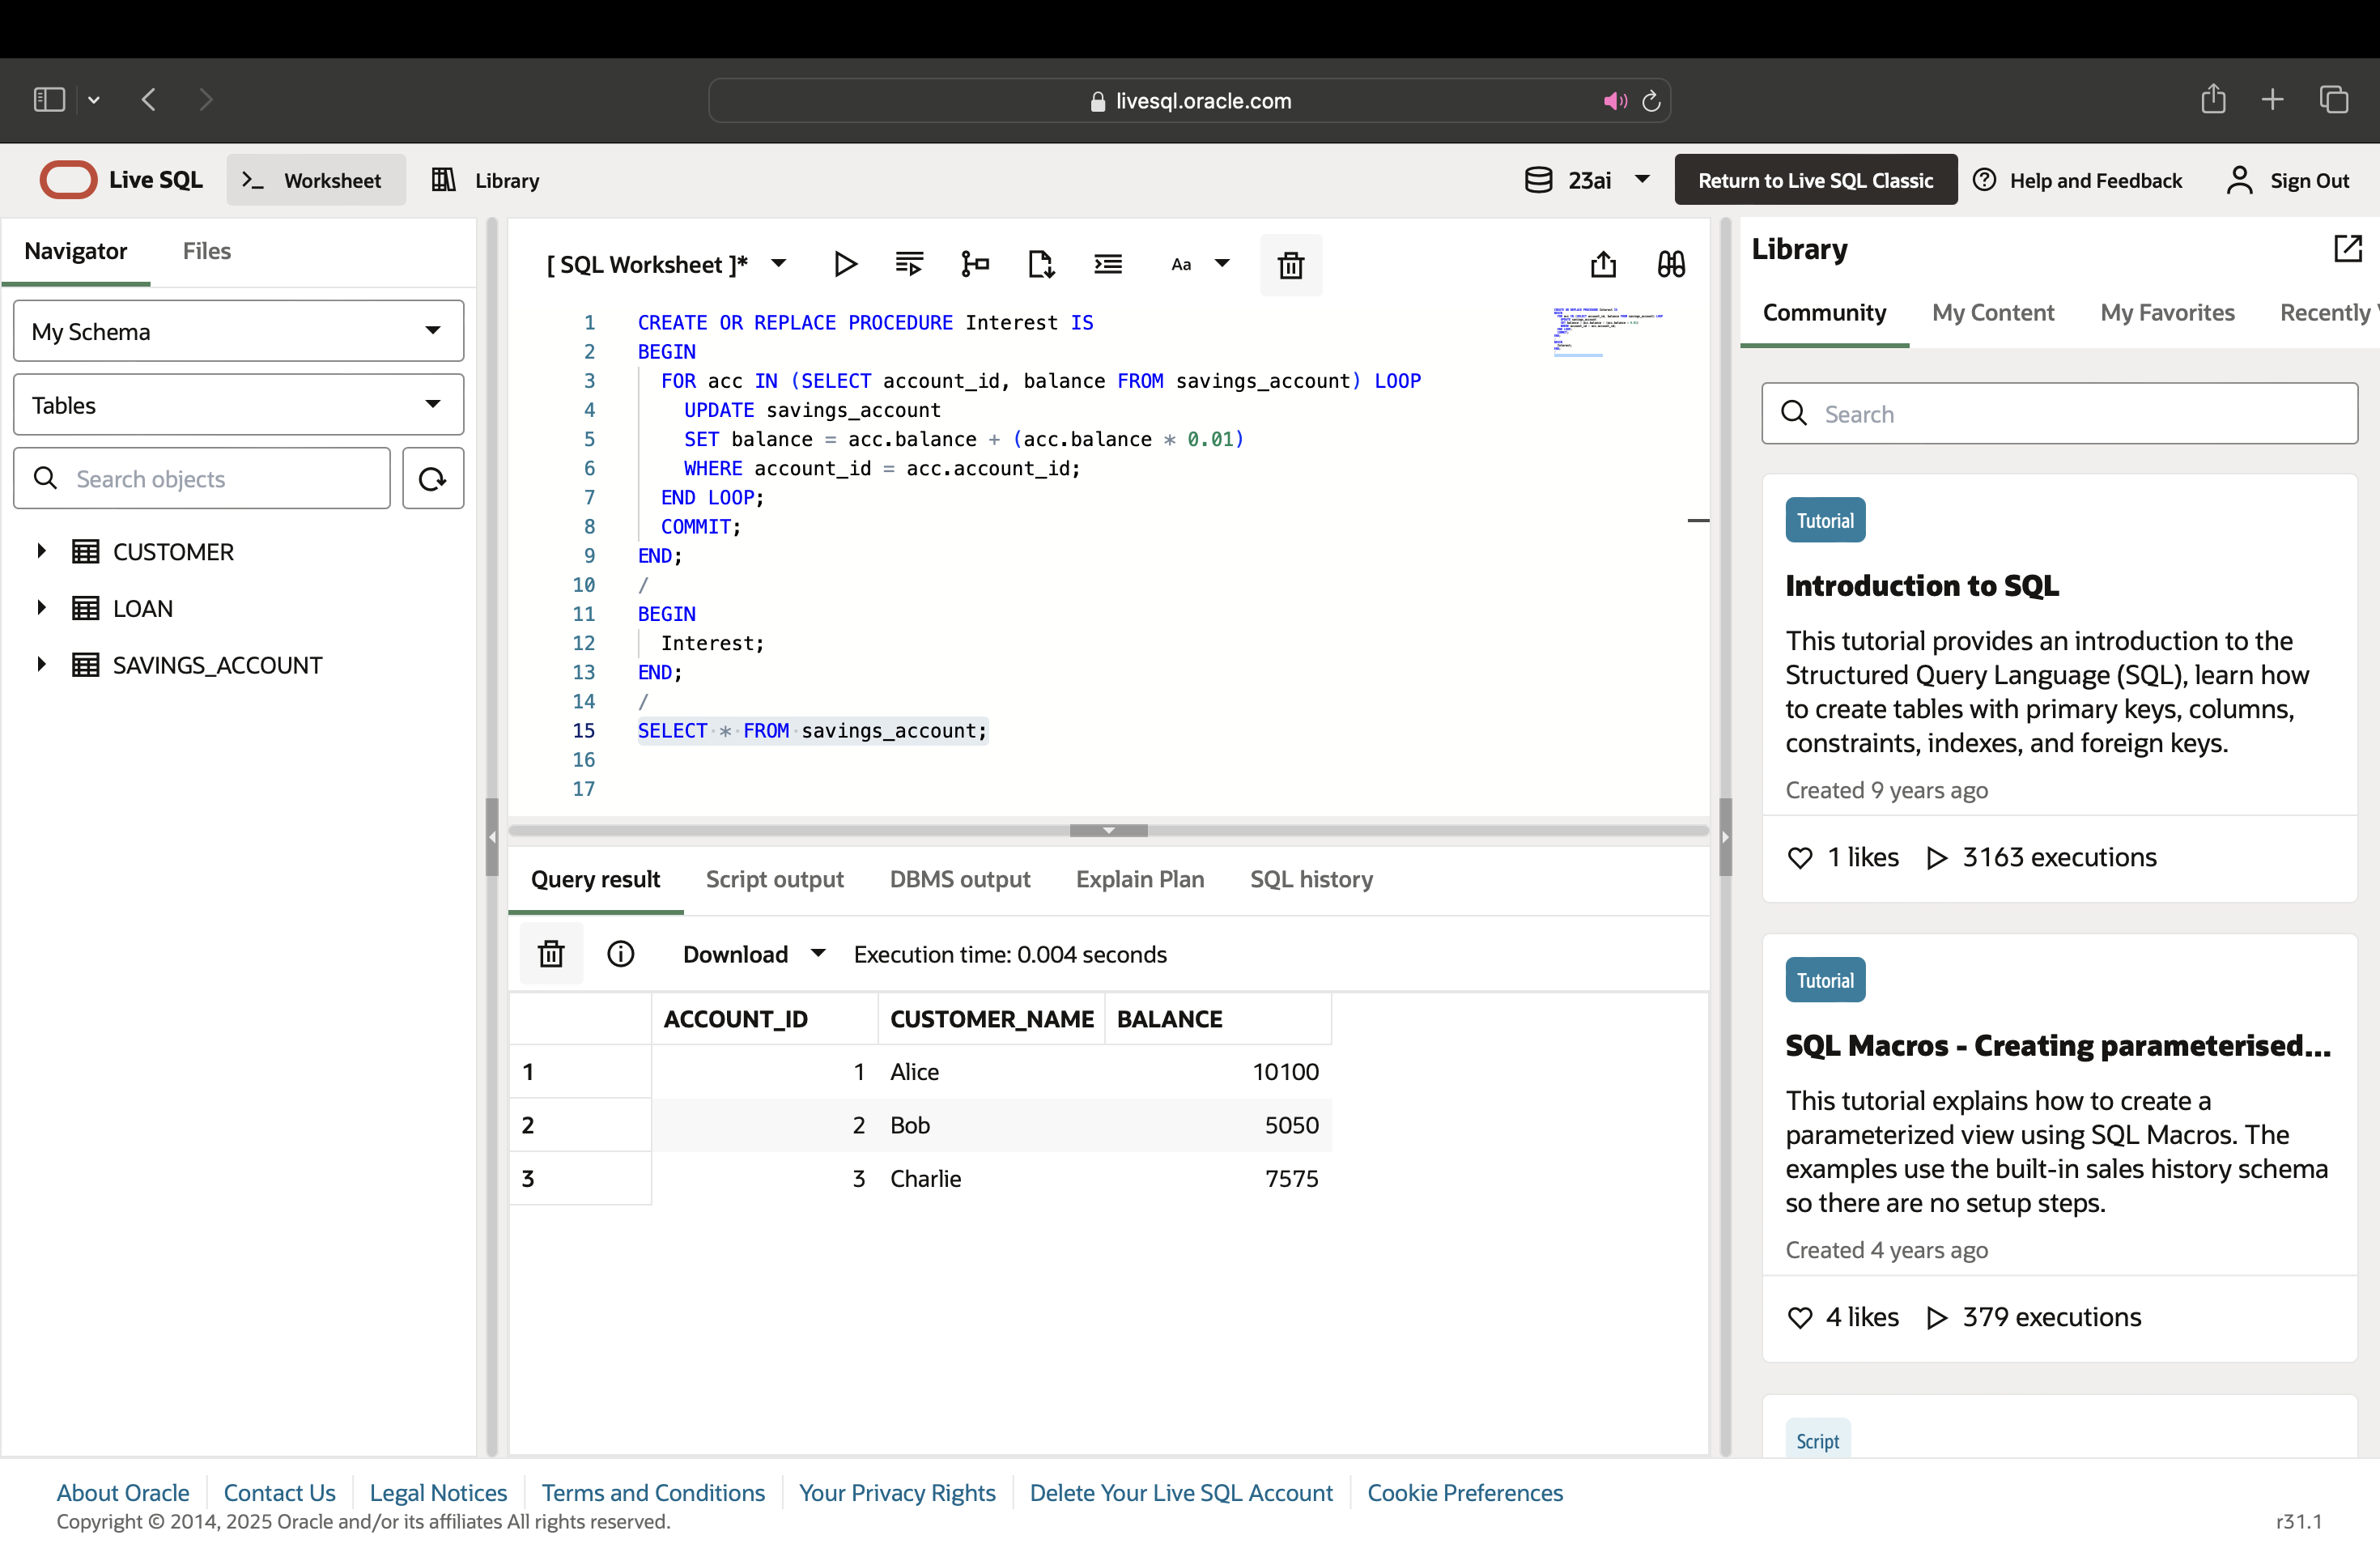 livesql.oracle.com
Live SQL
>_ Worksheet
Library
23ai
Return to Live SQL Classic
Help and Feedback
Sign Out
Navigator
Files
My Schema
Tables
Search objects
CUSTOMER
LOAN
SAVINGS_ACCOUNT
[ SQL Worksheet ]*
Aa
1 CREATE OR REPLACE PROCEDURE Interest IS
2 BEGIN
3 FOR acc IN (SELECT account_id, balance FROM savings_account) LOOP
4 UPDATE savings_account
5 SET balance = acc.balance + (acc.balance * 0.01)
6 WHERE account_id = acc.account_id;
7 END LOOP;
8 COMMIT;
9 END;
10 /
11 BEGIN
12 Interest;
13 END;
14 /
15 SELECT * FROM savings_account;
16
17
Query result
Script output
DBMS output
Explain Plan
SQL history
Download
Execution time: 0.004 seconds
ACCOUNT_ID CUSTOMER_NAME BALANCE
1 1 Alice 10100
2 2 Bob 5050
3 3 Charlie 7575
Library
Community
My Content
My Favorites
Recently
Search
Tutorial
Introduction to SQL
This tutorial provides an introduction to the
Structured Query Language (SQL), learn how
to create tables with primary keys, columns,
constraints, indexes, and foreign keys.
Created 9 years ago
1 likes
3163 executions
Tutorial
SQL Macros - Creating parameterised...
This tutorial explains how to create a
parameterized view using SQL Macros. The
examples use the built-in sales history schema
so there are no setup steps.
Created 4 years ago
4 likes
379 executions
Script
About Oracle
Contact Us
Legal Notices
Terms and Conditions
Your Privacy Rights
Delete Your Live SQL Account
Cookie Preferences
Copyright © 2014, 2025 Oracle and/or its affiliates All rights reserved.
r31.1